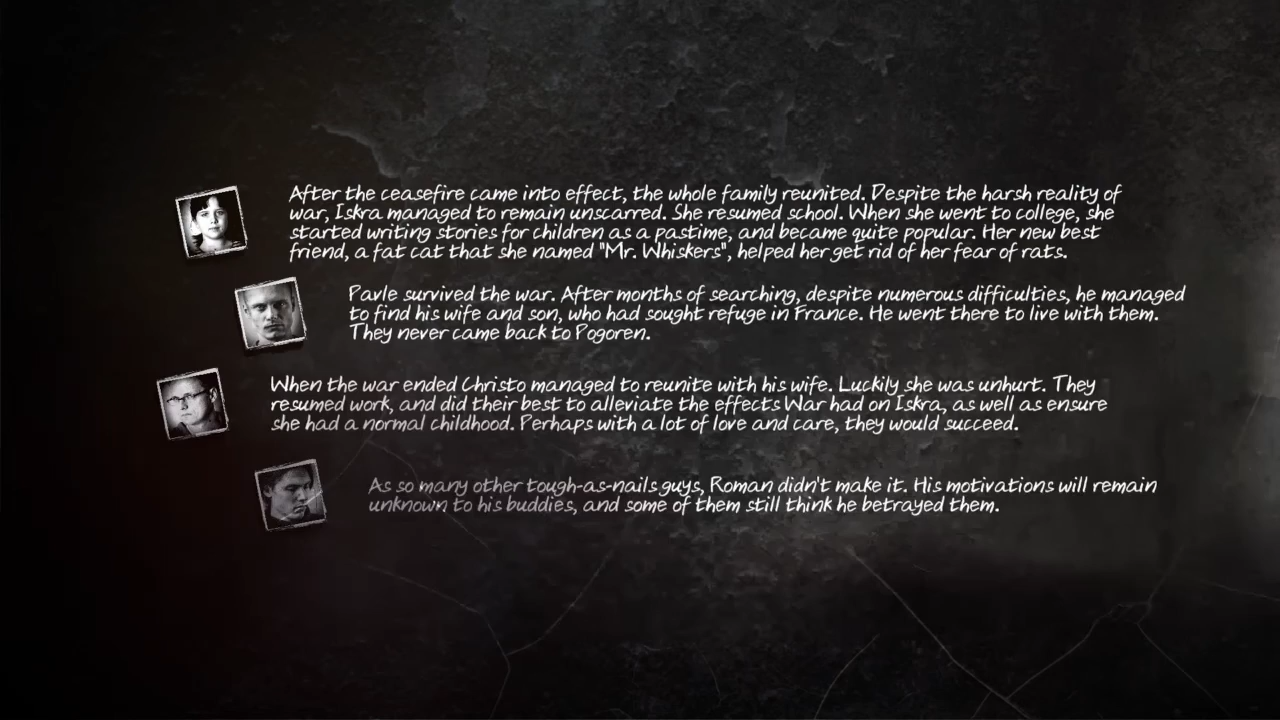 After the ceasefire came into effect, the whole family reunited. Despite the harsh reality of
war, Iskra managed to remain unscarred. She resumed school. When she went to college, she
started writing stories for children as a pastime, and became quite popular. Her new best
friend, a fat cat that she named "Mr. Whiskers", helped her get rid of her fear of rats.
Pavle survived the war. After months of searching, despite numerous difficulties, he managed
to find his wife and son, who had sought refuge in France. He went there to live with them.
They never came back to Pogoren.
When the war ended Christo managed to reunite with his wife. Luckily she was unhurt. They
resumed work, and did their best to alleviate the effects War had on Iskra, as well as ensure
she had a normal childhood. Perhaps with a lot of love and care, they would succeed.
As so many other tough-as-nails guys, Roman didn't make it. His motivations will remain
unknown to his buddies, and some of them still think he betrayed them.